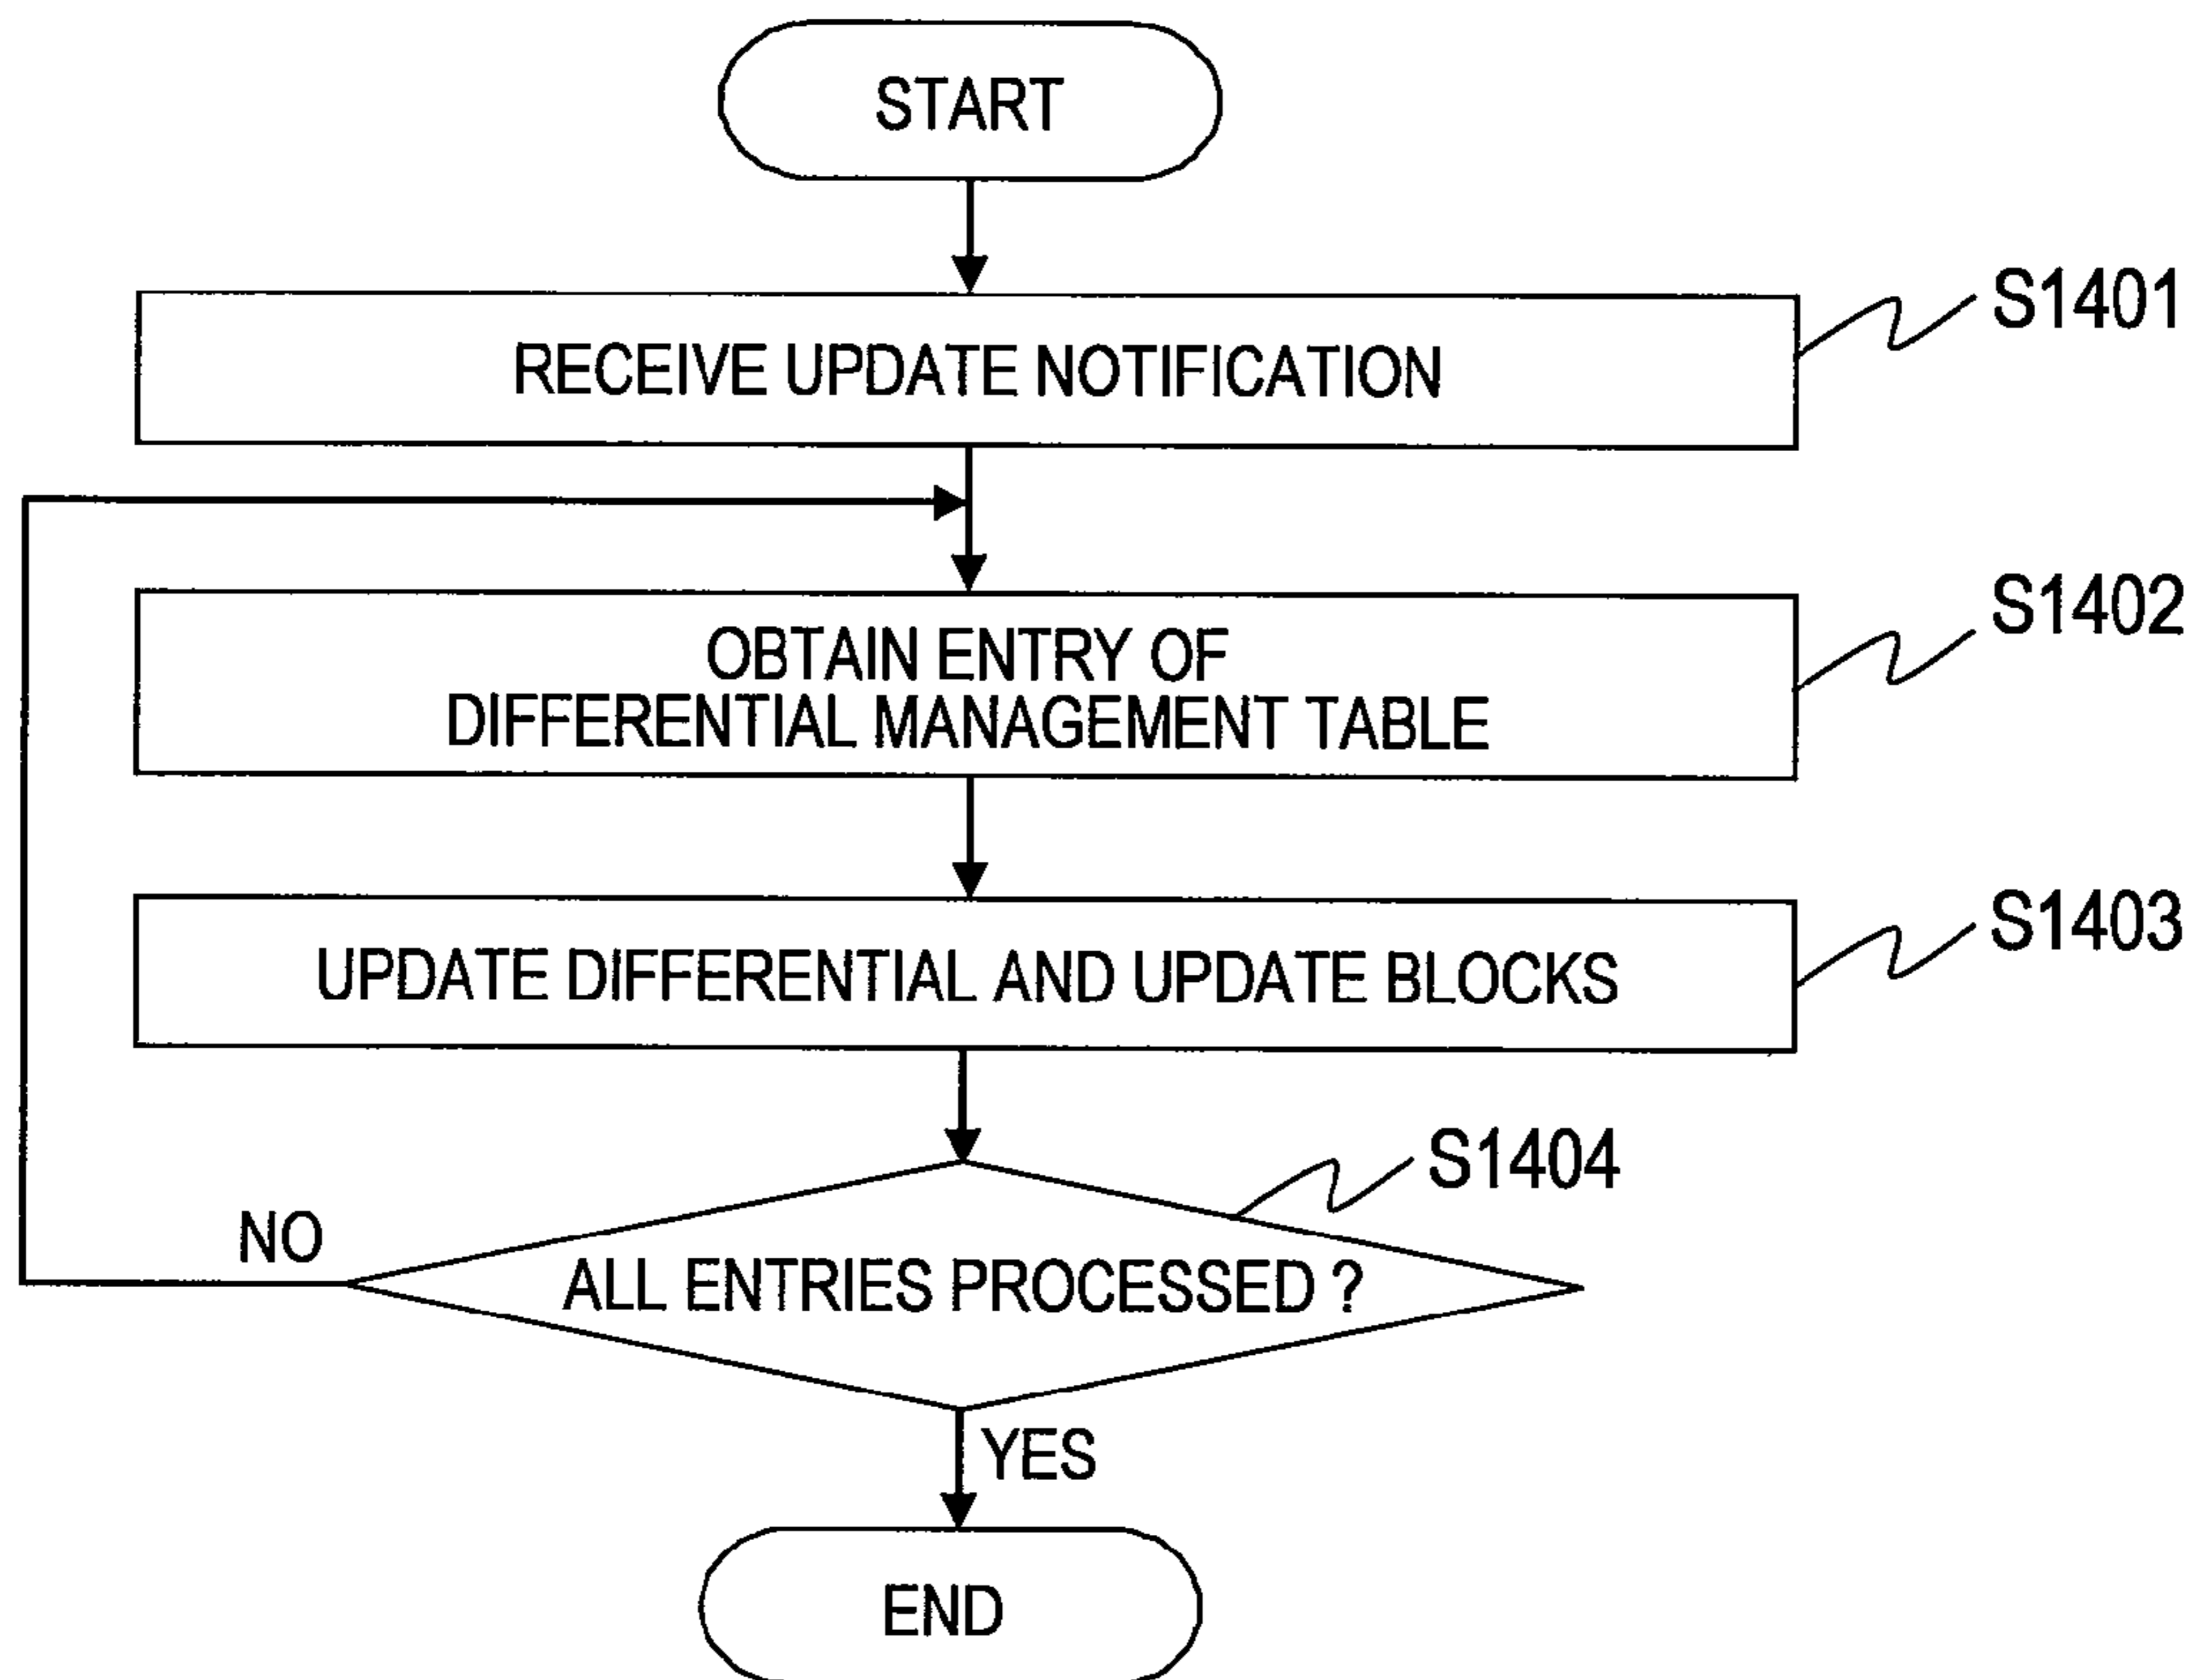 START
RECEIVE UPDATE NOTIFICATION
S1401
OBTAIN ENTRY OF
DIFFERENTIAL MANAGEMENT TABLE
S1402
UPDATE DIFFERENTIAL AND UPDATE BLOCKS
S1403
S1404
NO
ALL ENTRIES PROCESSED ?
YES
END